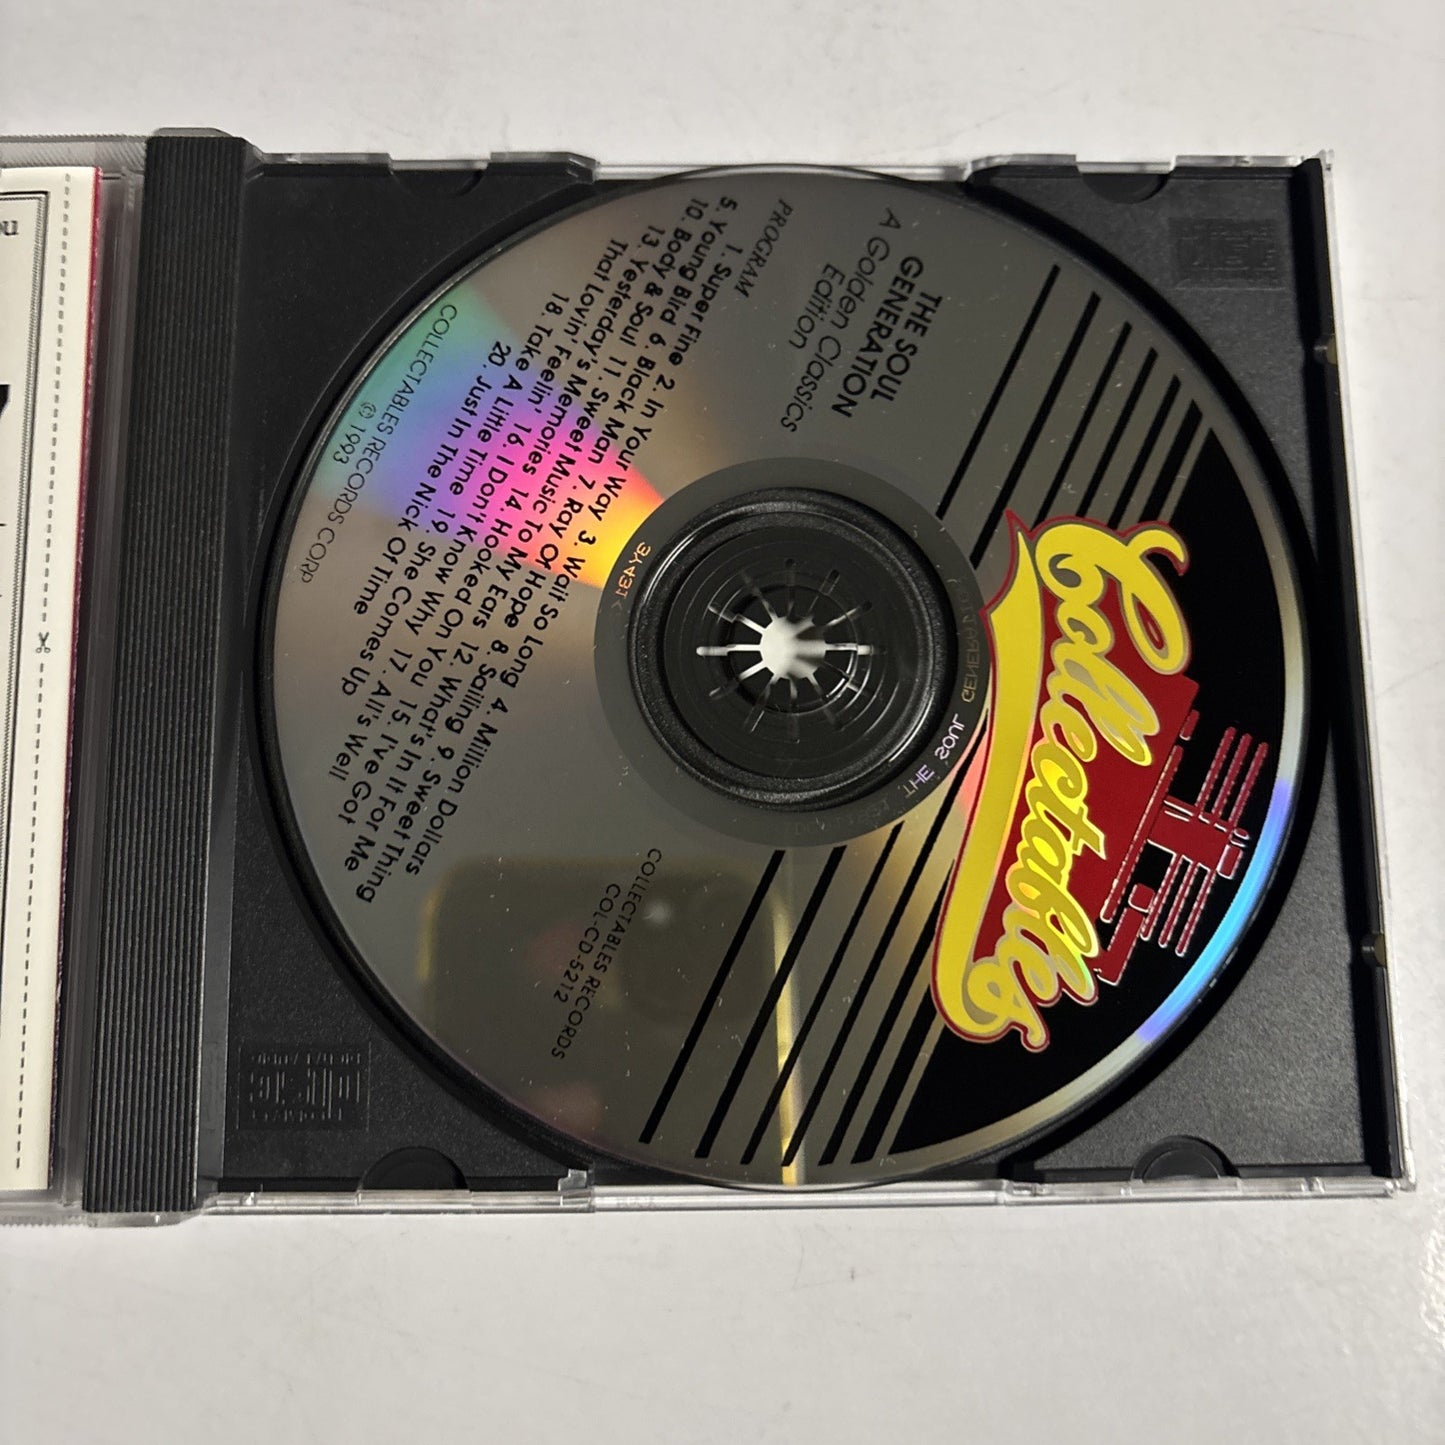 Collectables
THE SOUL
GENERATION
A Golden Classics
Edition
PROGRAM
COLLECTABLES RECORDS
COL-CD-5212
1. Super Fine 2. In Your Way 3. Wait So Long 4. Million Dollars
5. Young Bird 6. Black Man 7. Ray Of Hope 8. Sailing 9. Sweet Thing
10. Body & Soul 11. Sweet Music To My Ears 12. What's In It For Me
13. Yesterday's Memories 14 Hooked On You 15. I've Got
That Lovin' Feelin' 16. I Don't Know Why 17. All's Well
18. Take A Little Time 19. She Comes Up
20. Just In The Nick Of Time
COLLECTABLES RECORDS CORP
℗ 1993
THE SOUL GENERATION